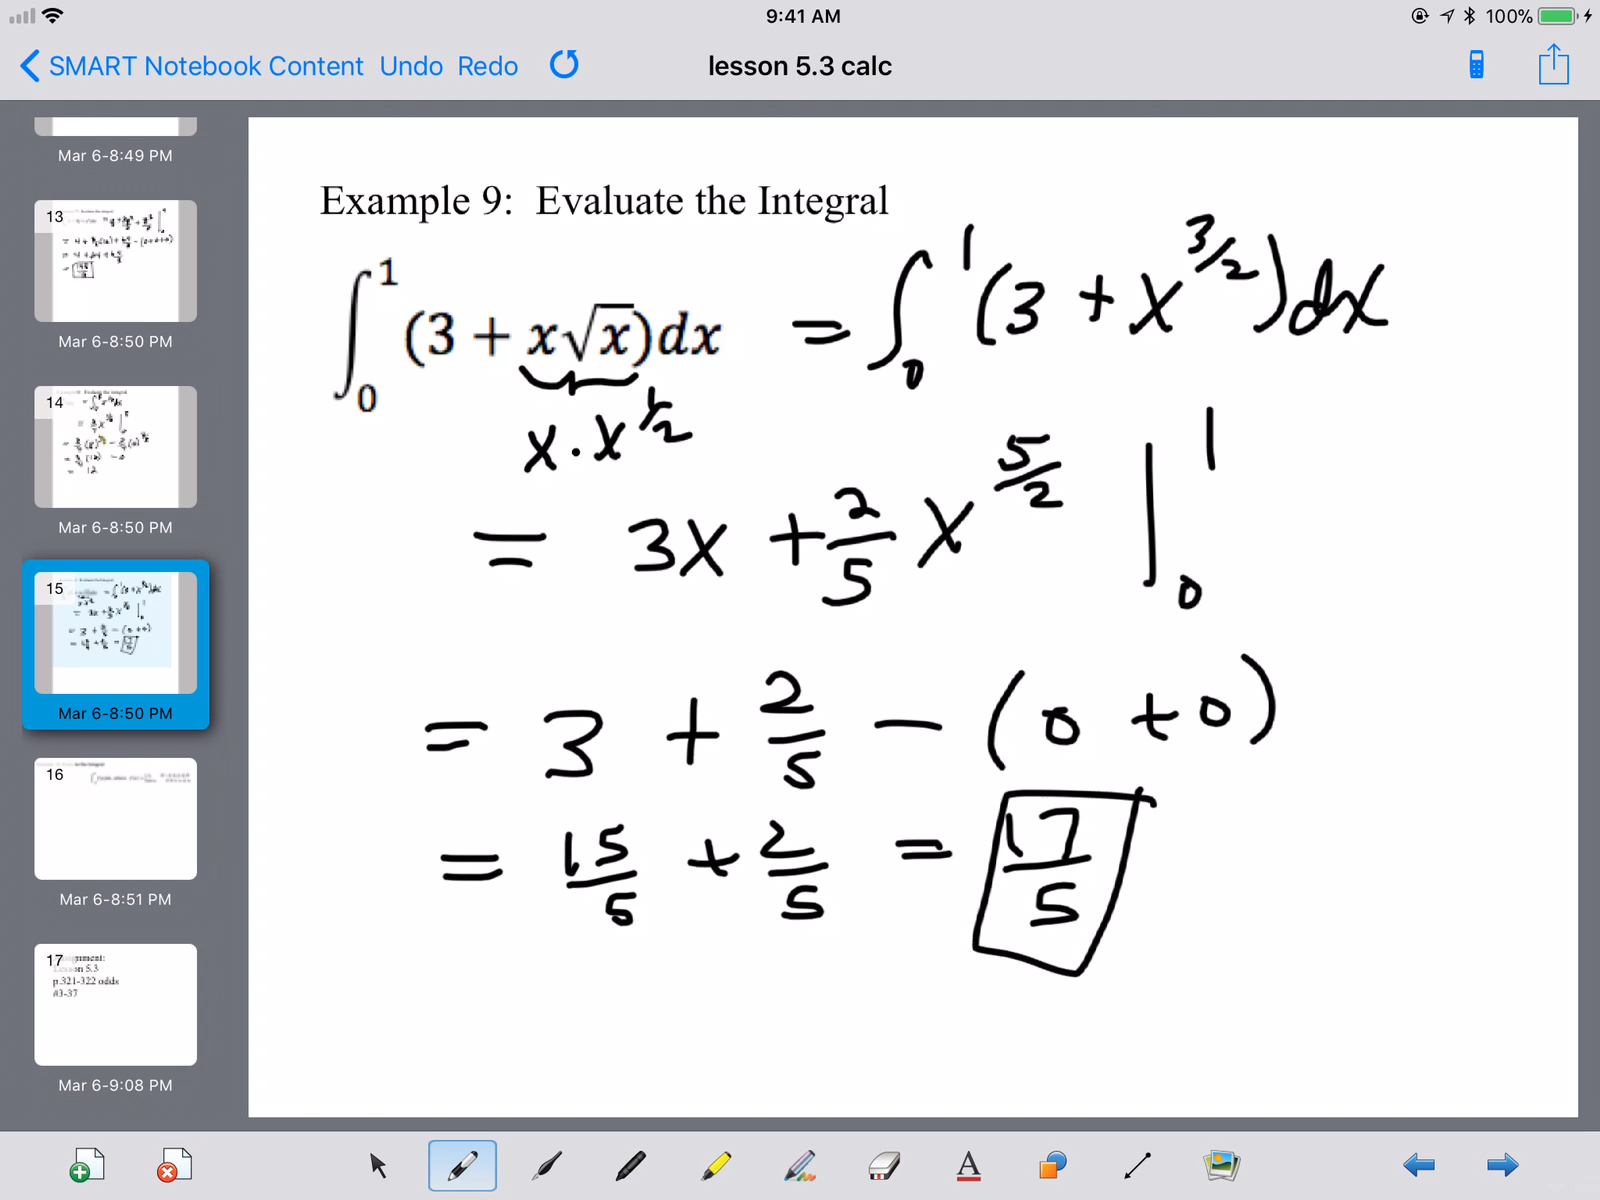 9:41 AM
100%
SMART Notebook Content Undo Redo
lesson 5.3 calc
Mar 6-8:49 PM
13
Mar 6-8:50 PM
14
Mar 6-8:50 PM
15
Mar 6-8:50 PM
16
Mar 6-8:51 PM
17
Lesson 5.3
p.321-322 odds
#3-37
Mar 6-9:08 PM
Example 9: Evaluate the Integral
∫₀¹ (3 + x√x)dx = ∫₀¹ (3 + x^(3/2))dx
x · x^(1/2)
= 3x + 2/5 x^(5/2) |₀¹
= 3 + 2/5 − (0 + 0)
= 15/5 + 2/5 = 17/5
A